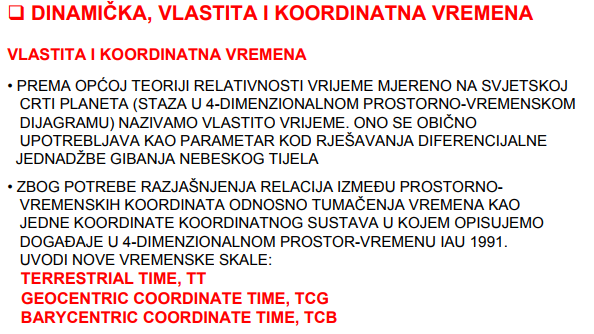 ❑ DINAMIČKA, VLASTITA I KOORDINATNA VREMENA
VLASTITA I KOORDINATNA VREMENA
• PREMA OPĆOJ TEORIJI RELATIVNOSTI VRIJEME MJERENO NA SVJETSKOJ
CRTI PLANETA (STAZA U 4-DIMENZIONALNOM PROSTORNO-VREMENSKOM
DIJAGRAMU) NAZIVAMO VLASTITO VRIJEME. ONO SE OBIČNO
UPOTREBLJAVA KAO PARAMETAR KOD RJEŠAVANJA DIFERENCIJALNE
JEDNADŽBE GIBANJA NEBESKOG TIJELA
• ZBOG POTREBE RAZJAŠNJENJA RELACIJA IZMEĐU PROSTORNO-
VREMENSKIH KOORDINATA ODNOSNO TUMAČENJA VREMENA KAO
JEDNE KOORDINATE KOORDINATNOG SUSTAVA U KOJEM OPISUJEMO
DOGAĐAJE U 4-DIMENZIONALNOM PROSTOR-VREMENU IAU 1991.
UVODI NOVE VREMENSKE SKALE:
TERRESTRIAL TIME, TT
GEOCENTRIC COORDINATE TIME, TCG
BARYCENTRIC COORDINATE TIME, TCB